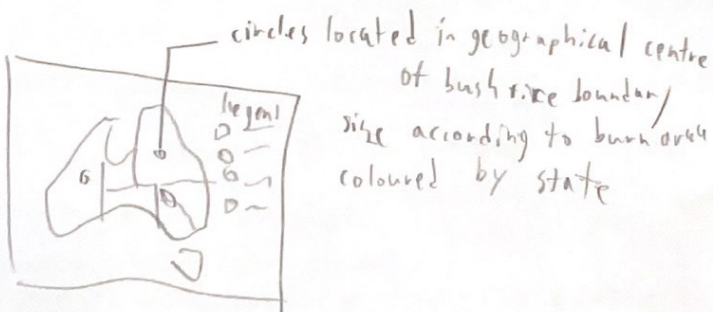 circles located in geographical centre
of bush fire boundary
size according to burn area
coloured by state
legend